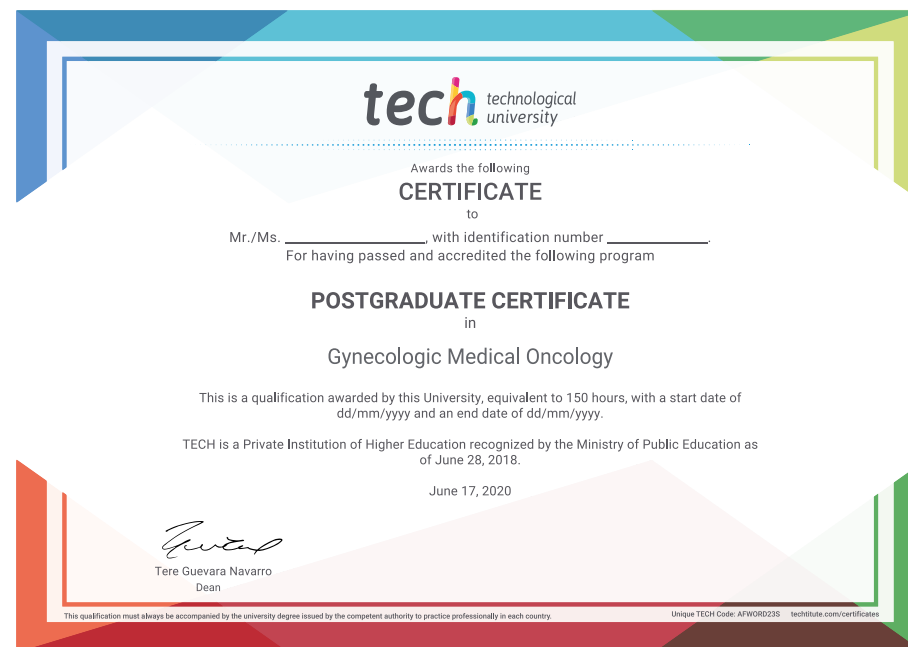 tech technological
university
Awards the following
CERTIFICATE
to
Mr./Ms. ____________________, with identification number ______________.
For having passed and accredited the following program
POSTGRADUATE CERTIFICATE
in
Gynecologic Medical Oncology
This is a qualification awarded by this University, equivalent to 150 hours, with a start date of
dd/mm/yyyy and an end date of dd/mm/yyyy.
TECH is a Private Institution of Higher Education recognized by the Ministry of Public Education as
of June 28, 2018.
June 17, 2020
Tere Guevara Navarro
Dean
This qualification must always be accompanied by the university degree issued by the competent authority to practice professionally in each country.
Unique TECH Code: AFWORD23S techtitute.com/certificates